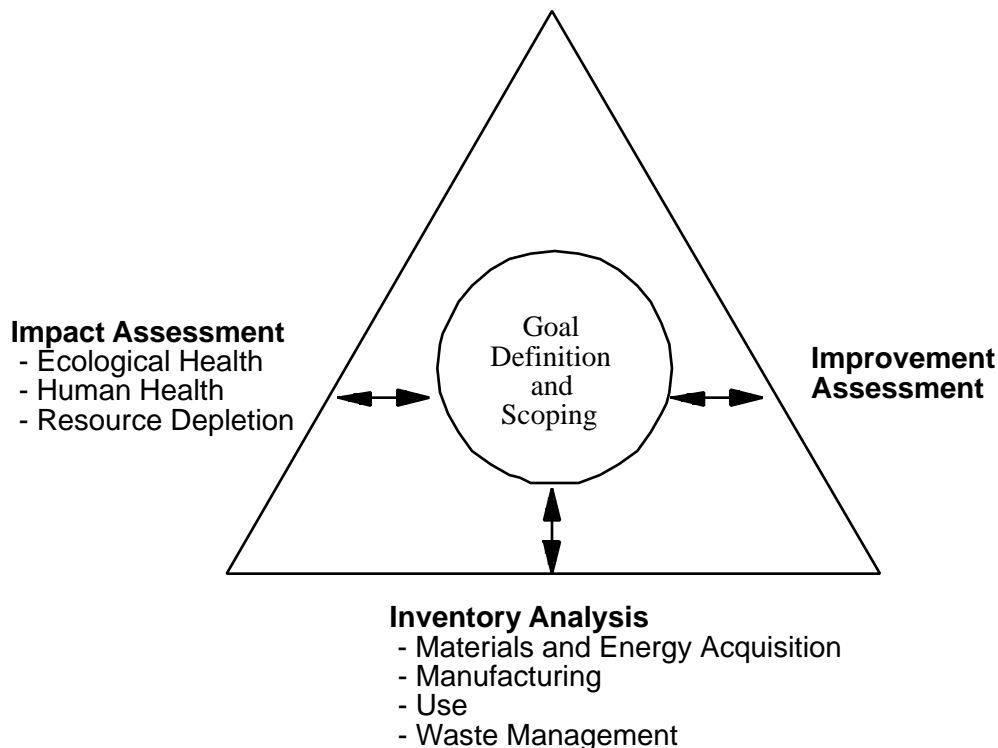 Goal
Definition
and
Scoping
Impact Assessment
- Ecological Health
- Human Health
- Resource Depletion
Improvement
Assessment
Inventory Analysis
- Materials and Energy Acquisition
- Manufacturing
- Use
- Waste Management